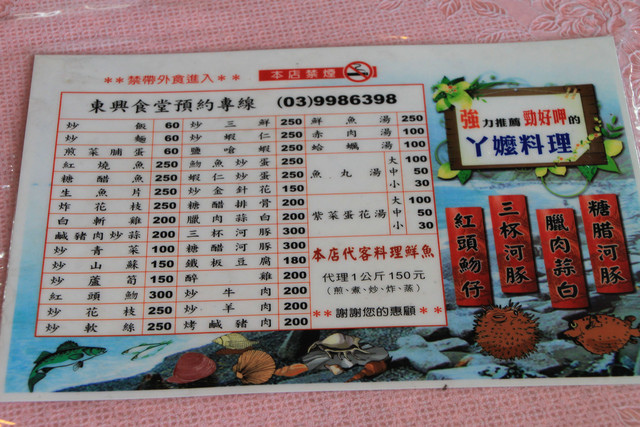 **禁帶外食進入**
本店禁煙
東興食堂預約專線 (03)9986398
炒飯 60 炒三鮮 250 鮮魚湯 250
炒麵 60 炒蝦仁 250 赤肉湯 100
煎菜脯蛋 60 鹽嗆蝦 250 蛤蠣湯 100
紅燒魚 250 魩魚炒蛋 250 魚丸湯 大 100
糖醋魚 250 蝦仁炒蛋 250 中 50
生魚片 250 炒金針花 150 小 30
炸花枝 250 糖醋排骨 200 紫菜蛋花湯 大 100
白斬雞 200 臘肉蒜白 200 中 50
鹹豬肉炒蒜 200 三杯河豚 300 小 30
炒青菜 100 糖醋河豚 300
炒山蘇 150 鐵板豆腐 180
炒蘆筍 150 醉雞 200
紅頭魩 300 炒牛肉 200
炒花枝 250 炒羊肉 200
炒軟絲 250 烤鹹豬肉 200
本店代客料理鮮魚
代理1公斤150元
(煎、煮、炒、炸、蒸)
**謝謝您的惠顧**
強力推薦 勁好呷的
丫嬤料理
紅頭魩仔
三杯河豚
臘肉蒜白
糖腊河豚